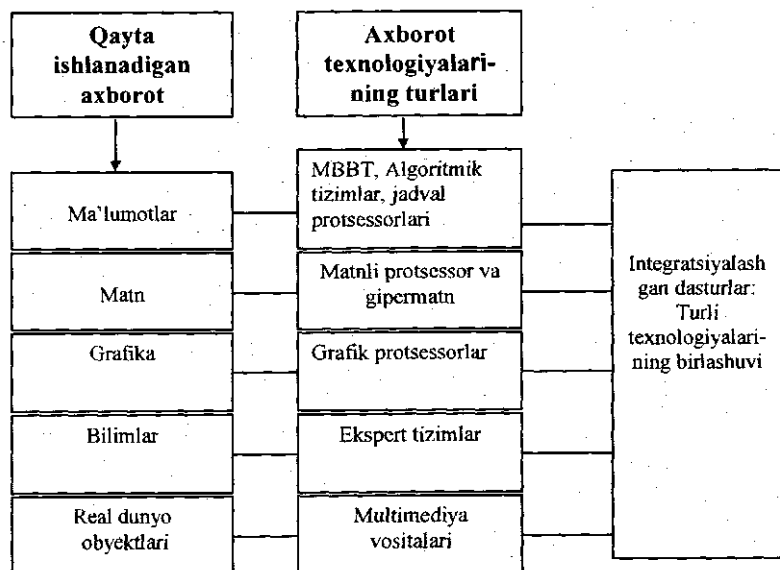 Qayta
ishlanadigan
axborot
Axborot
texnologiyalari-
ning turlari
Ma'lumotlar
MBBT, Algoritmik
tizimlar, jadval
protsessorlari
Matn
Matnli protsessor va
gipermatn
Grafika
Grafik protsessorlar
Bilimlar
Ekspert tizimlar
Real dunyo
obyektlari
Multimediya
vositalari
Integratsiyalash
gan dasturlar:
Turli
texnologiyalari-
ning birlashuvi